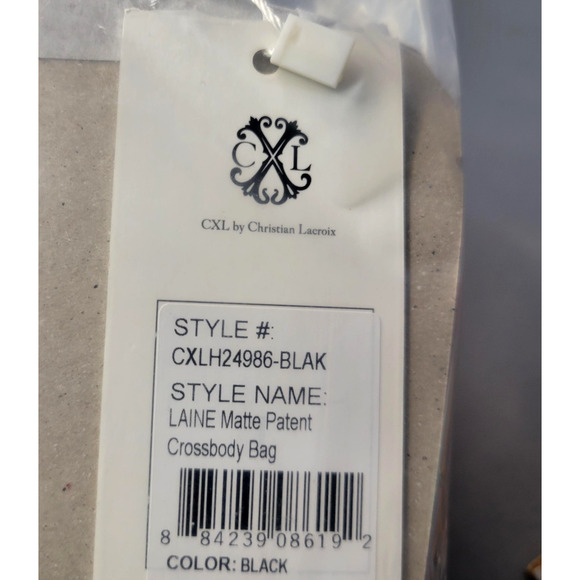 CXL
CXL by Christian Lacroix
STYLE #:
CXLH24986-BLAK
STYLE NAME:
LAINE Matte Patent
Crossbody Bag
8 84239 08619 2
COLOR: BLACK